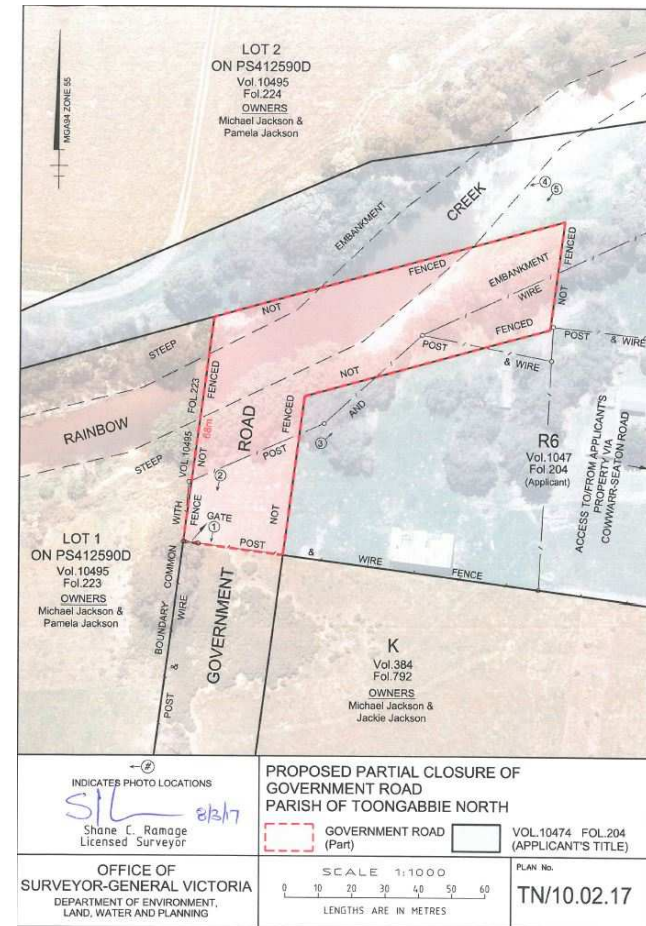 MGA94 ZONE 55
LOT 2
ON PS412590D
Vol.10495
Fol.224
OWNERS
Michael Jackson &
Pamela Jackson
CREEK
4
5
EMBANKMENT
NOT FENCED
NOT FENCED
EMBANKMENT
WIRE
FENCED
POST & WIRE
POST & WIRE
STEEP
RAINBOW
STEEP
VOL.10495 FOL.223
NOT FENCED
68m
ROAD
NOT FENCED
NOT
POST AND
3
2
GATE
1
FENCE
POST & WIRE FENCE
R6
Vol.1047
Fol.204
(Applicant)
ACCESS TO/FROM APPLICANT'S
PROPERTY VIA
COWWARR-SEATON ROAD
LOT 1
ON PS412590D
Vol.10495
Fol.223
OWNERS
Michael Jackson &
Pamela Jackson
BOUNDARY COMMON WITH
POST & WIRE
GOVERNMENT
K
Vol.384
Fol.792
OWNERS
Michael Jackson &
Jackie Jackson
#
INDICATES PHOTO LOCATIONS
8/3/17
Shane C. Ramage
Licensed Surveyor
PROPOSED PARTIAL CLOSURE OF
GOVERNMENT ROAD
PARISH OF TOONGABBIE NORTH
GOVERNMENT ROAD
(Part)
VOL.10474 FOL.204
(APPLICANT'S TITLE)
OFFICE OF
SURVEYOR-GENERAL VICTORIA
DEPARTMENT OF ENVIRONMENT,
LAND, WATER AND PLANNING
SCALE 1:1000
0 10 20 30 40 50 60
LENGTHS ARE IN METRES
PLAN No.
TN/10.02.17